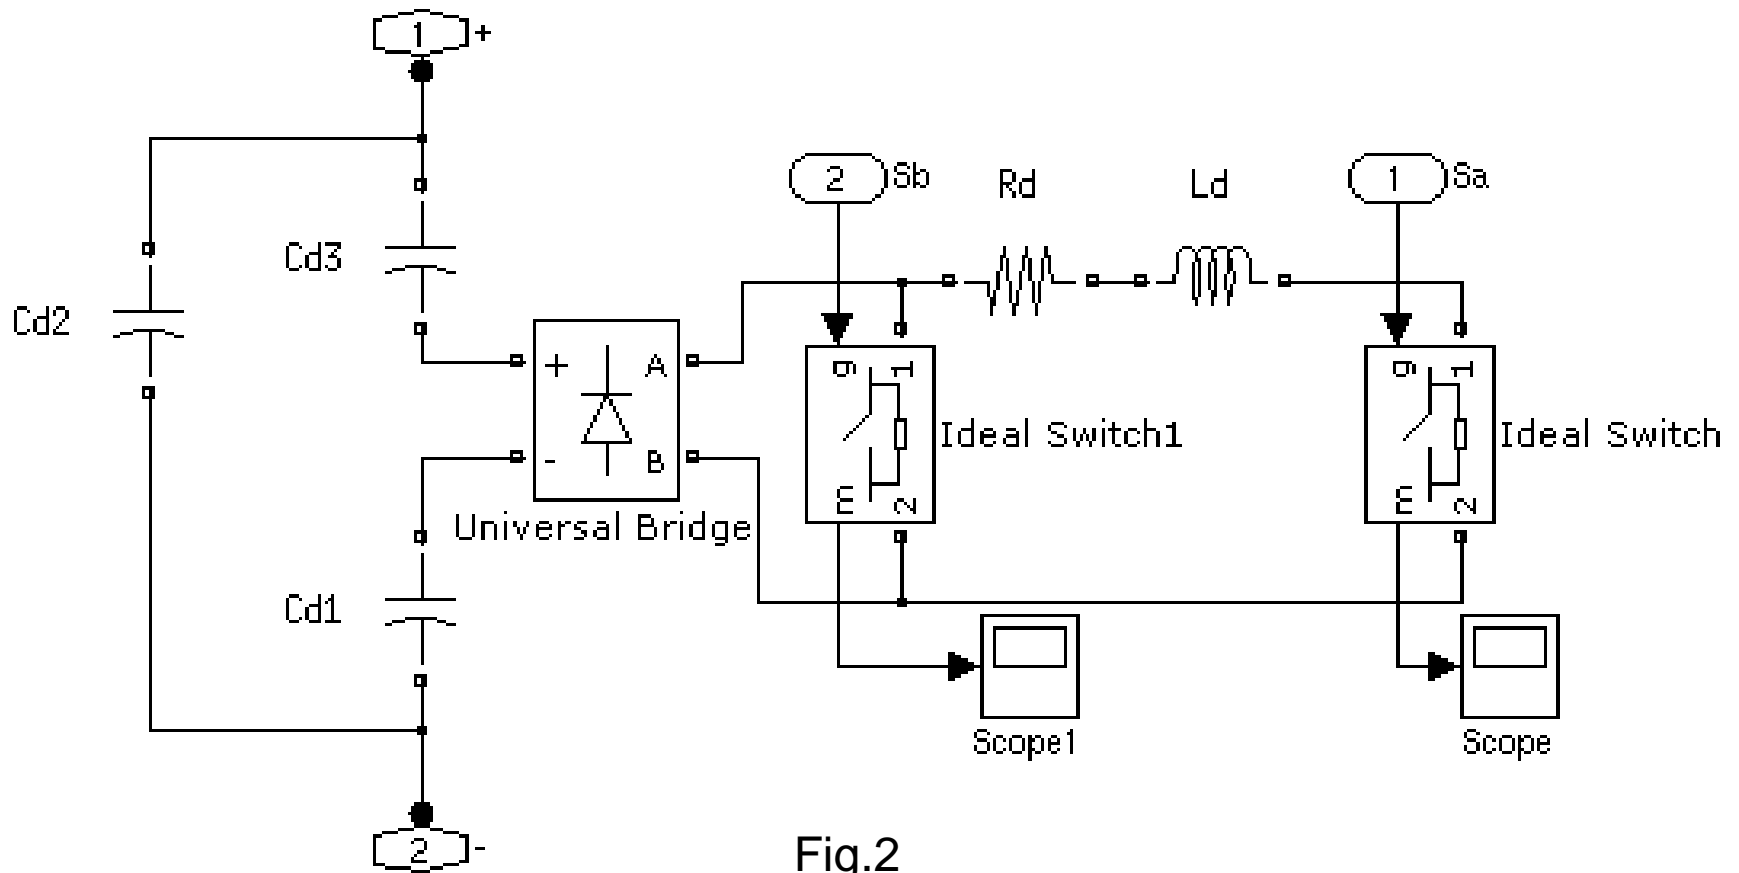 1 +
2 Sb
Rd
Ld
1 Sa
Cd3
Cd2
+ A
g 1
g 1
Ideal Switch1
Ideal Switch
- B
m 2
m 2
Universal Bridge
Cd1
Scope1
Scope
2 -
Fig.2